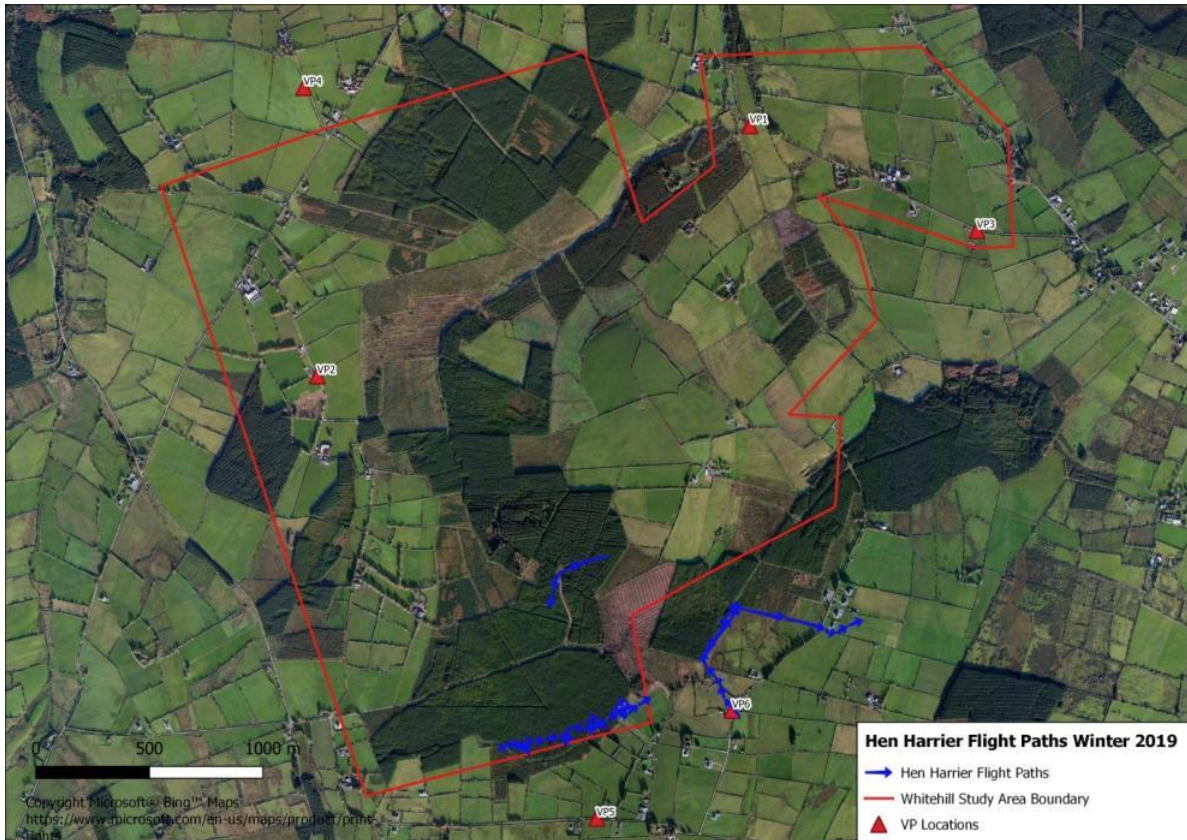 VP4
VP1
VP3
VP2
VP6
VP5
0 500 1000 m
Copyright Microsoft® Bing™ Maps
https://www.microsoft.com/en-us/maps/product/print-
rights
Hen Harrier Flight Paths Winter 2019
Hen Harrier Flight Paths
Whitehill Study Area Boundary
VP Locations